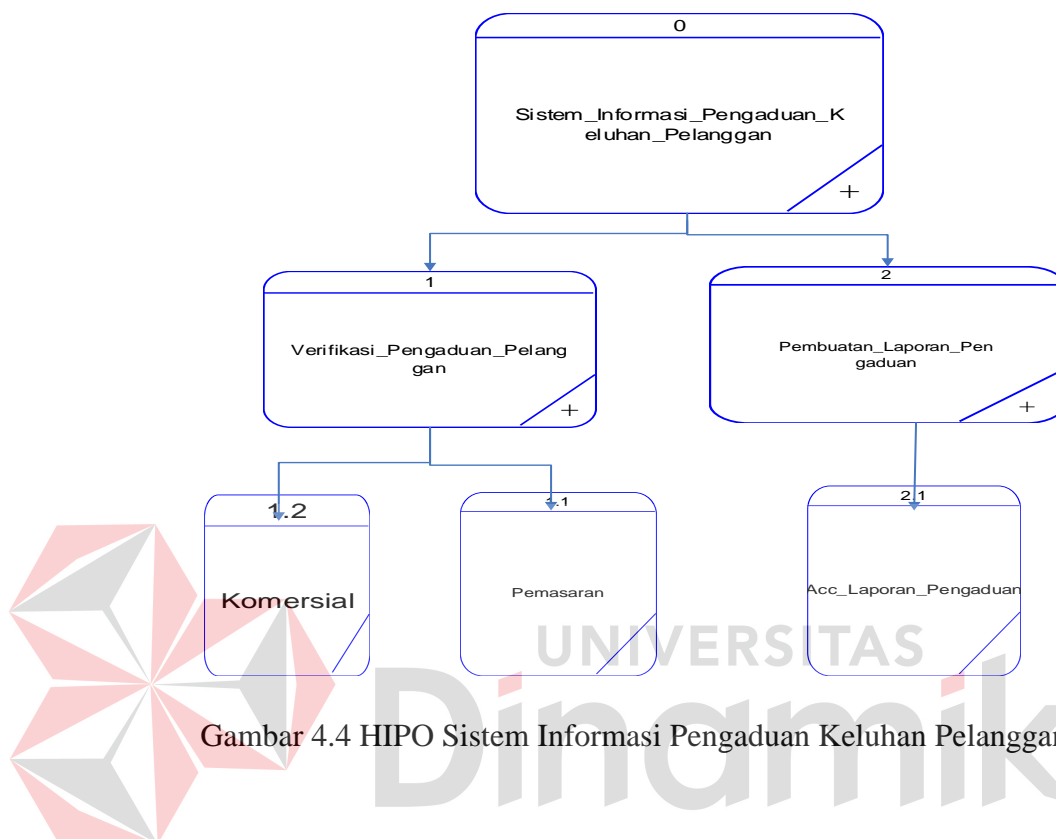 0
Sistem_Informasi_Pengaduan_K
eluhan_Pelanggan
+
1
Verifikasi_Pengaduan_Pelang
gan
+
2
Pembuatan_Laporan_Pen
gaduan
+
1.2
Komersial
1.1
Pemasaran
2.1
Acc_Laporan_Pengaduan
UNIVERSITAS
Dinamik
Gambar 4.4 HIPO Sistem Informasi Pengaduan Keluhan Pelanggan